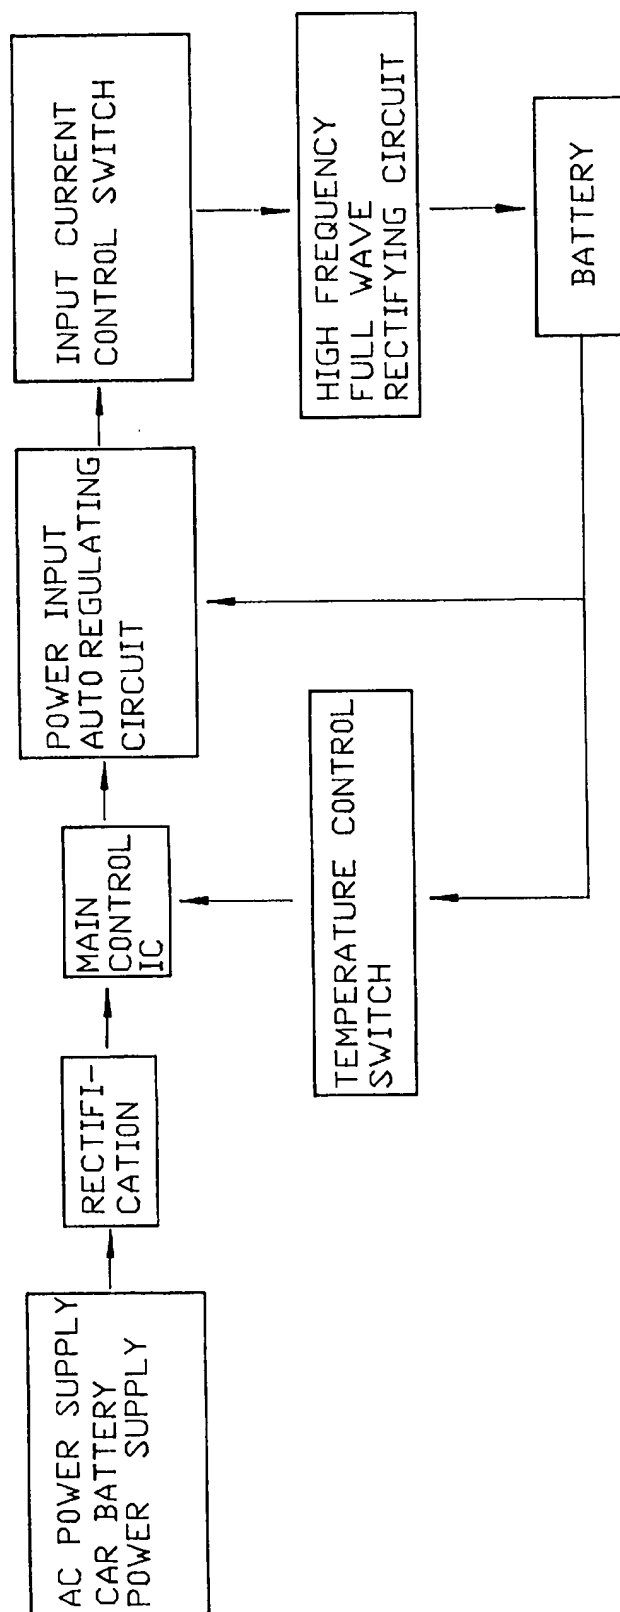 AC POWER SUPPLY
CAR BATTERY
POWER SUPPLY
RECTIFI-
CATION
MAIN
CONTROL
IC
POWER INPUT
AUTO REGULATING
CIRCUIT
INPUT CURRENT
CONTROL SWITCH
TEMPERATURE CONTROL
SWITCH
HIGH FREQUENCY
FULL WAVE
RECTIFYING CIRCUIT
BATTERY